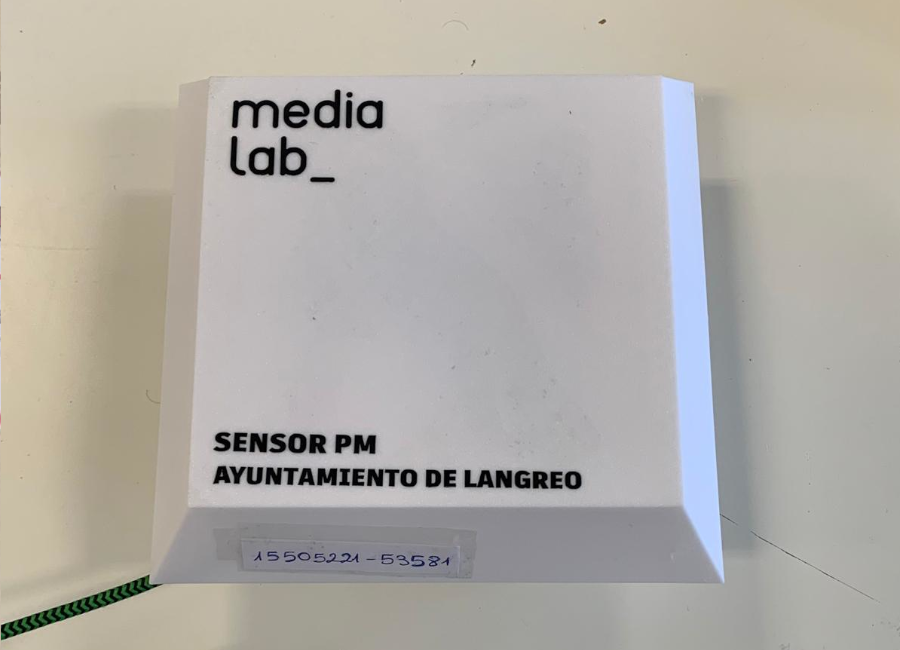 media
lab_
SENSOR PM
AYUNTAMIENTO DE LANGREO
15505221-53581